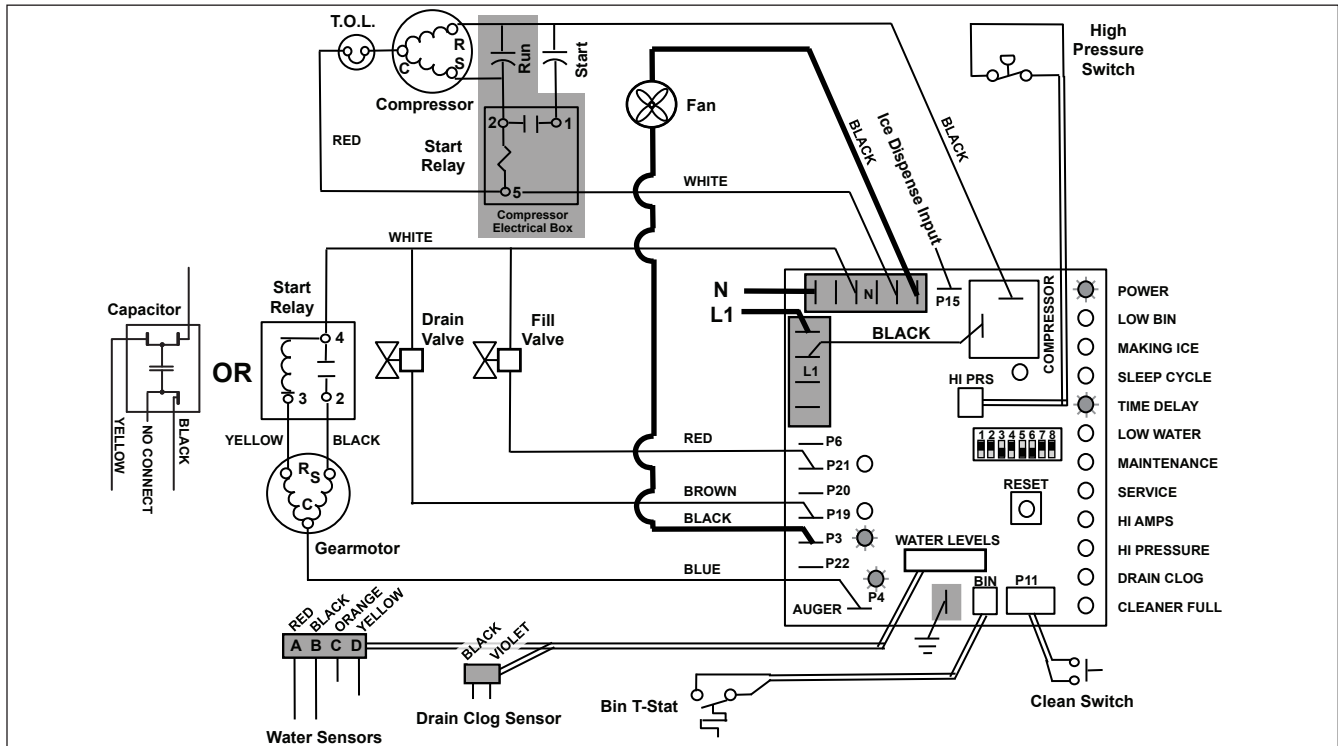 T.O.L.
R
S
C
Compressor
Run
Start
2
1
Start
Relay
5
Compressor
Electrical Box
RED
Fan
BLACK
Ice Dispense Input
BLACK
High
Pressure
Switch
WHITE
WHITE
Capacitor
YELLOW
NO CONNECT
BLACK
OR
Start
Relay
4
3
2
YELLOW
BLACK
R
S
C
Gearmotor
Drain
Valve
Fill
Valve
N
L1
N
P15
COMPRESSOR
BLACK
L1
HI PRS
1 2 3 4 5 6 7 8
RESET
RED
P6
P21
P20
BROWN
P19
BLACK
P3
P22
BLUE
P4
AUGER
WATER LEVELS
BIN
P11
POWER
LOW BIN
MAKING ICE
SLEEP CYCLE
TIME DELAY
LOW WATER
MAINTENANCE
SERVICE
HI AMPS
HI PRESSURE
DRAIN CLOG
CLEANER FULL
RED
BLACK
ORANGE
YELLOW
A B C D
Water Sensors
BLACK
VIOLET
Drain Clog Sensor
Bin T-Stat
Clean Switch